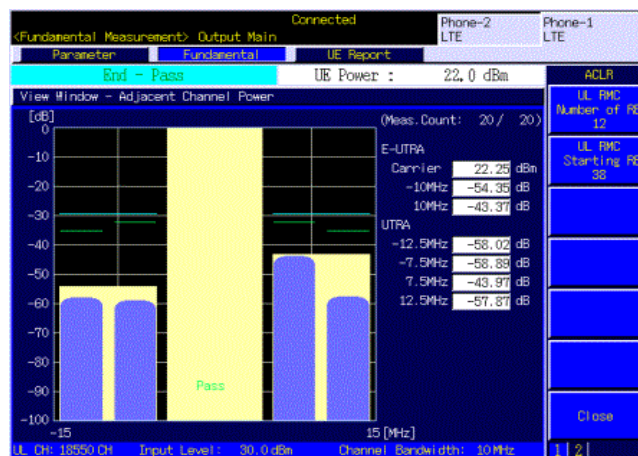 Connected
Phone-2
LTE
Phone-1
LTE
<Fundamental Measurement> Output Main
Parameter
Fundamental
UE Report
End - Pass
UE Power :
22.0 dBm
ACLR
View Window - Adjacent Channel Power
UL RMC
Number of RB
12
UL RMC
Starting RB
38
Close
1 2
[dB]
(Meas.Count: 20/ 20)
0
-10
-20
-30
-40
-50
-60
-70
-80
-90
-100
Pass
-15
15 [MHz]
E-UTRA
Carrier 22.25 dBm
-10MHz -54.35 dB
10MHz -43.37 dB
UTRA
-12.5MHz -58.02 dB
-7.5MHz -58.89 dB
7.5MHz -43.97 dB
12.5MHz -57.87 dB
UL CH: 18550 CH Input Level: 30.0 dBm Channel Bandwidth: 10 MHz